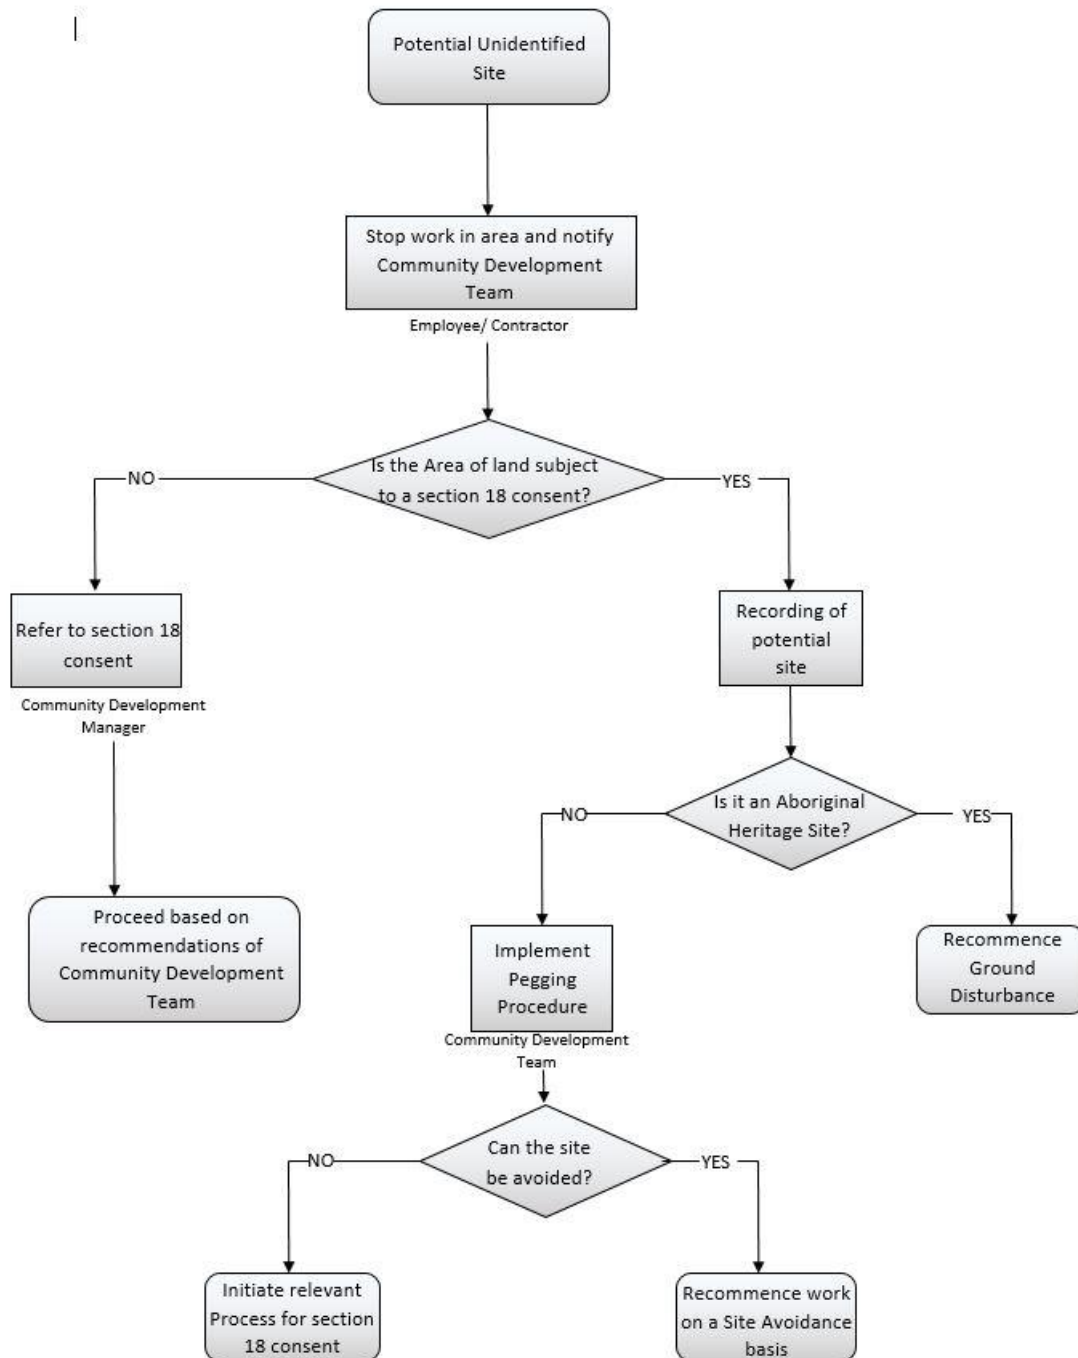 Potential Unidentified
Site
Stop work in area and notify
Community Development
Team
Employee/ Contractor
Is the Area of land subject
to a section 18 consent?
NO
YES
Refer to section 18
consent
Community Development
Manager
Recording of
potential
site
Is it an Aboriginal
Heritage Site?
NO
YES
Proceed based on
recommendations of
Community Development
Team
Implement
Pegging
Procedure
Community Development
Team
Recommence
Ground
Disturbance
Can the site
be avoided?
NO
YES
Initiate relevant
Process for section
18 consent
Recommence work
on a Site Avoidance
basis